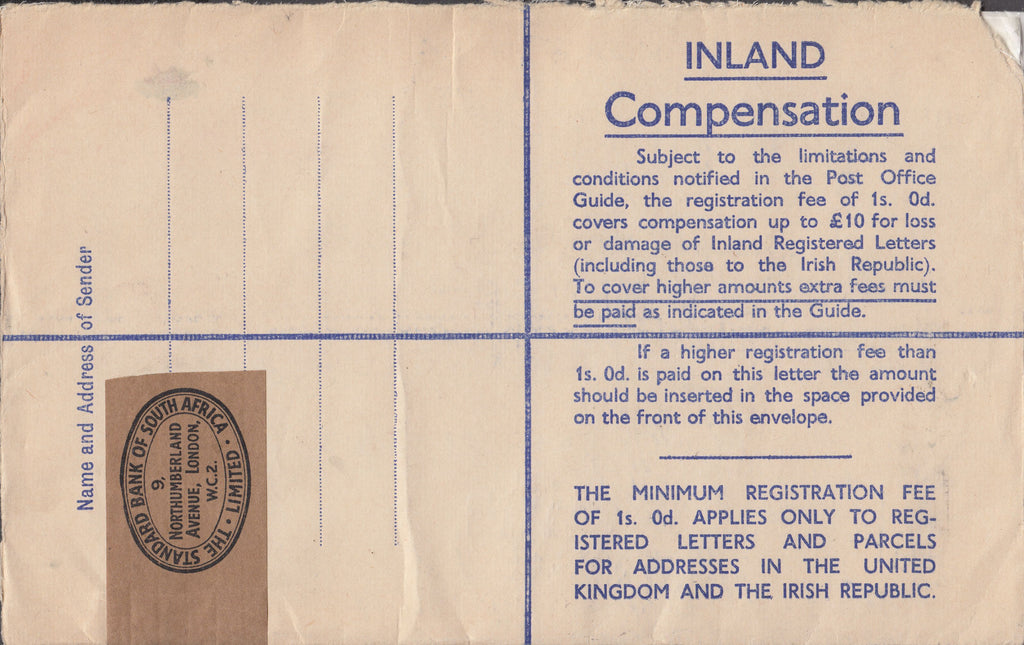 Name and Address of Sender
THE STANDARD BANK OF SOUTH AFRICA · LIMITED ·
9,
NORTHUMBERLAND
AVENUE, LONDON,
W.C.2.
INLAND
Compensation
Subject to the limitations and
conditions notified in the Post Office
Guide, the registration fee of 1s. 0d.
covers compensation up to £10 for loss
or damage of Inland Registered Letters
(including those to the Irish Republic).
To cover higher amounts extra fees must
be paid as indicated in the Guide.
If a higher registration fee than
1s. 0d. is paid on this letter the amount
should be inserted in the space provided
on the front of this envelope.
THE MINIMUM REGISTRATION FEE
OF 1s. 0d. APPLIES ONLY TO REG-
ISTERED LETTERS AND PARCELS
FOR ADDRESSES IN THE UNITED
KINGDOM AND THE IRISH REPUBLIC.